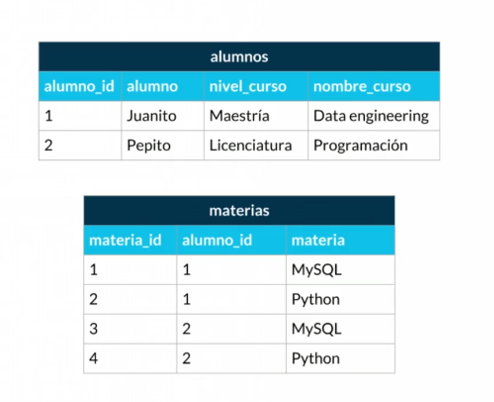 alumnos
alumno_id alumno nivel_curso nombre_curso
1 Juanito Maestría Data engineering
2 Pepito Licenciatura Programación
materias
materia_id alumno_id materia
1 1 MySQL
2 1 Python
3 2 MySQL
4 2 Python